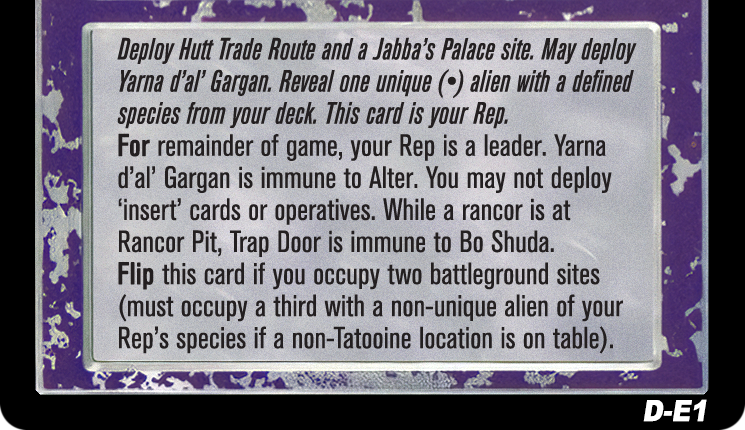 Deploy Hutt Trade Route and a Jabba's Palace site. May deploy
Yarna d'al' Gargan. Reveal one unique (•) alien with a defined
species from your deck. This card is your Rep.
For remainder of game, your Rep is a leader. Yarna
d'al' Gargan is immune to Alter. You may not deploy
'insert' cards or operatives. While a rancor is at
Rancor Pit, Trap Door is immune to Bo Shuda.
Flip this card if you occupy two battleground sites
(must occupy a third with a non-unique alien of your
Rep's species if a non-Tatooine location is on table).
D-E1